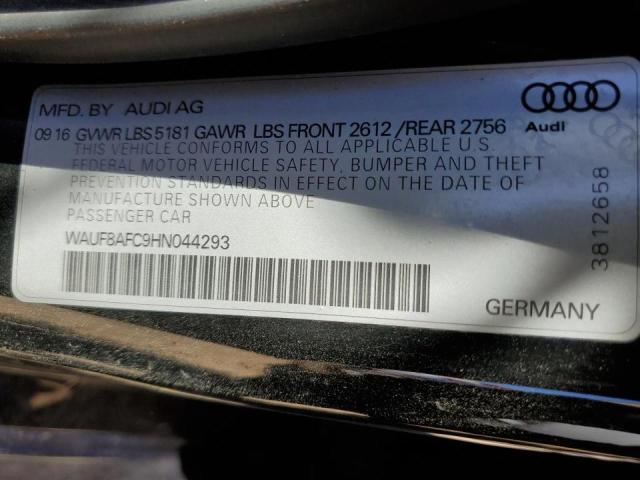 MFD. BY AUDI AG
09 16 GVWR LBS 5181 GAWR LBS FRONT 2612 /REAR 2756
THIS VEHICLE CONFORMS TO ALL APPLICABLE U.S.
FEDERAL MOTOR VEHICLE SAFETY, BUMPER AND THEFT
PREVENTION STANDARDS IN EFFECT ON THE DATE OF
MANUFACTURE SHOWN ABOVE
PASSENGER CAR
WAUF8AFC9HN044293
Audi
3812658
GERMANY